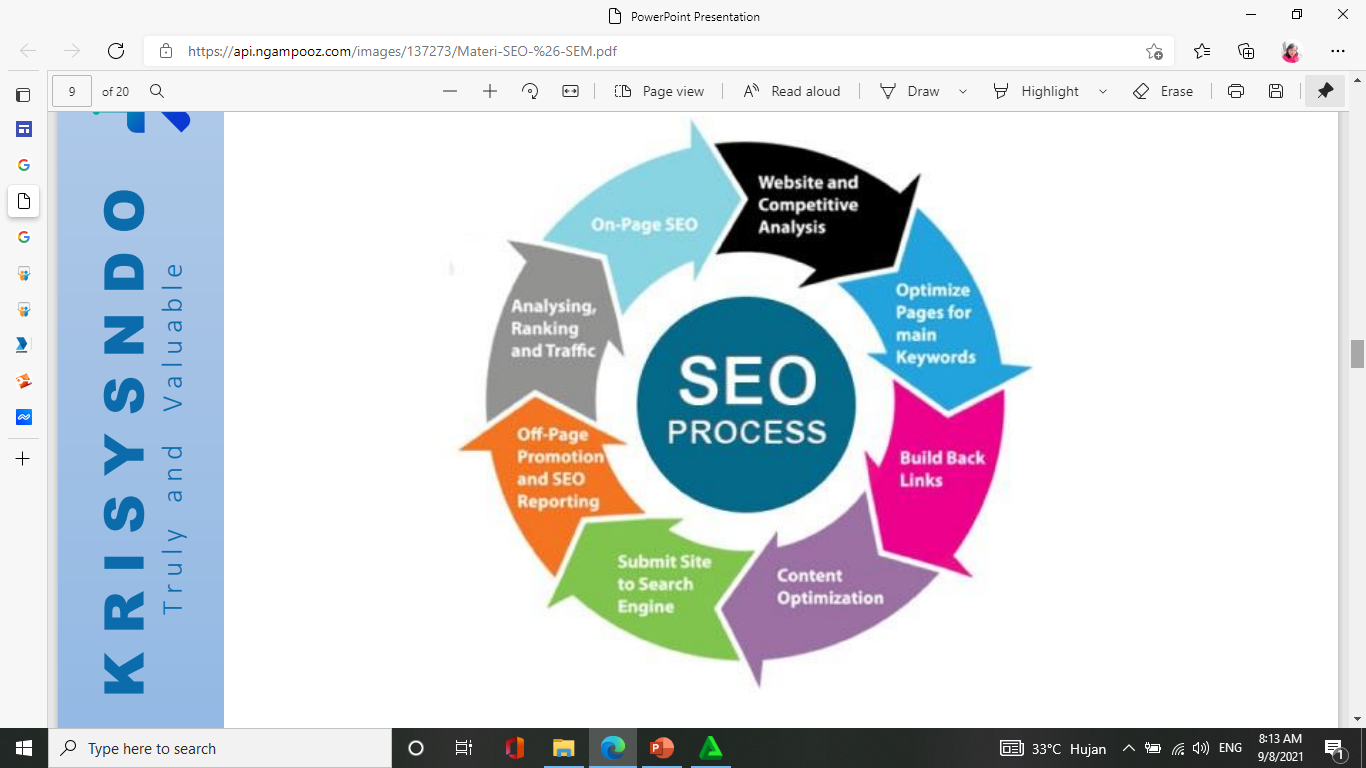 PowerPoint Presentation
https://api.ngampooz.com/images/137273/Materi-SEO-%26-SEM.pdf
9 of 20
Page view
Read aloud
Draw
Highlight
Erase
KRISYSNDO
Truly and Valuable
On-Page SEO
Website and
Competitive
Analysis
Optimize
Pages for
main
Keywords
Build Back
Links
Content
Optimization
Submit Site
to Search
Engine
Off-Page
Promotion
and SEO
Reporting
Analysing,
Ranking
and Traffic
SEO
PROCESS
Type here to search
33°C Hujan
ENG
8:13 AM
9/8/2021
1